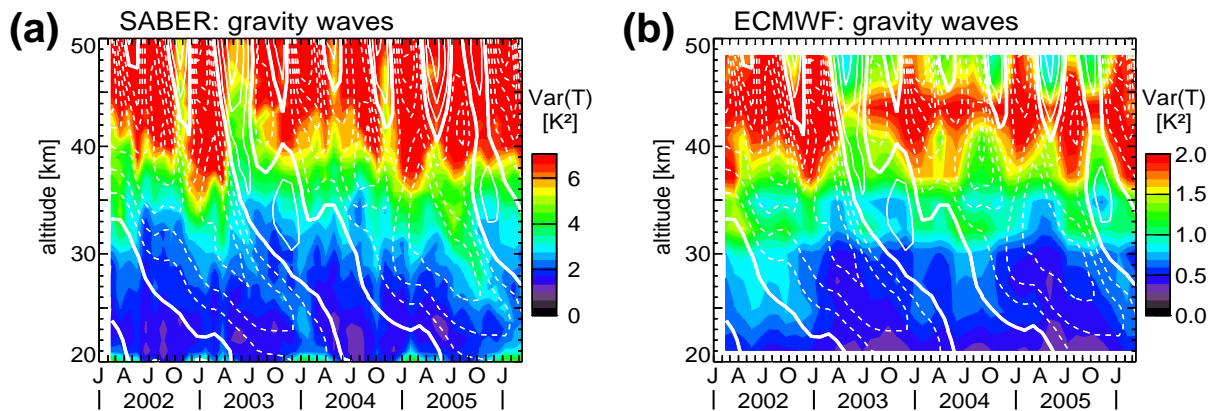 (a) SABER: gravity waves
50
40
30
20
altitude [km]
J A J O J A J O J A J O J A J O J
| 2002 | 2003 | 2004 | 2005 |
Var(T)
[K²]
6
4
2
0
(b) ECMWF: gravity waves
50
40
30
20
altitude [km]
J A J O J A J O J A J O J A J O J
| 2002 | 2003 | 2004 | 2005 |
Var(T)
[K²]
2.0
1.5
1.0
0.5
0.0